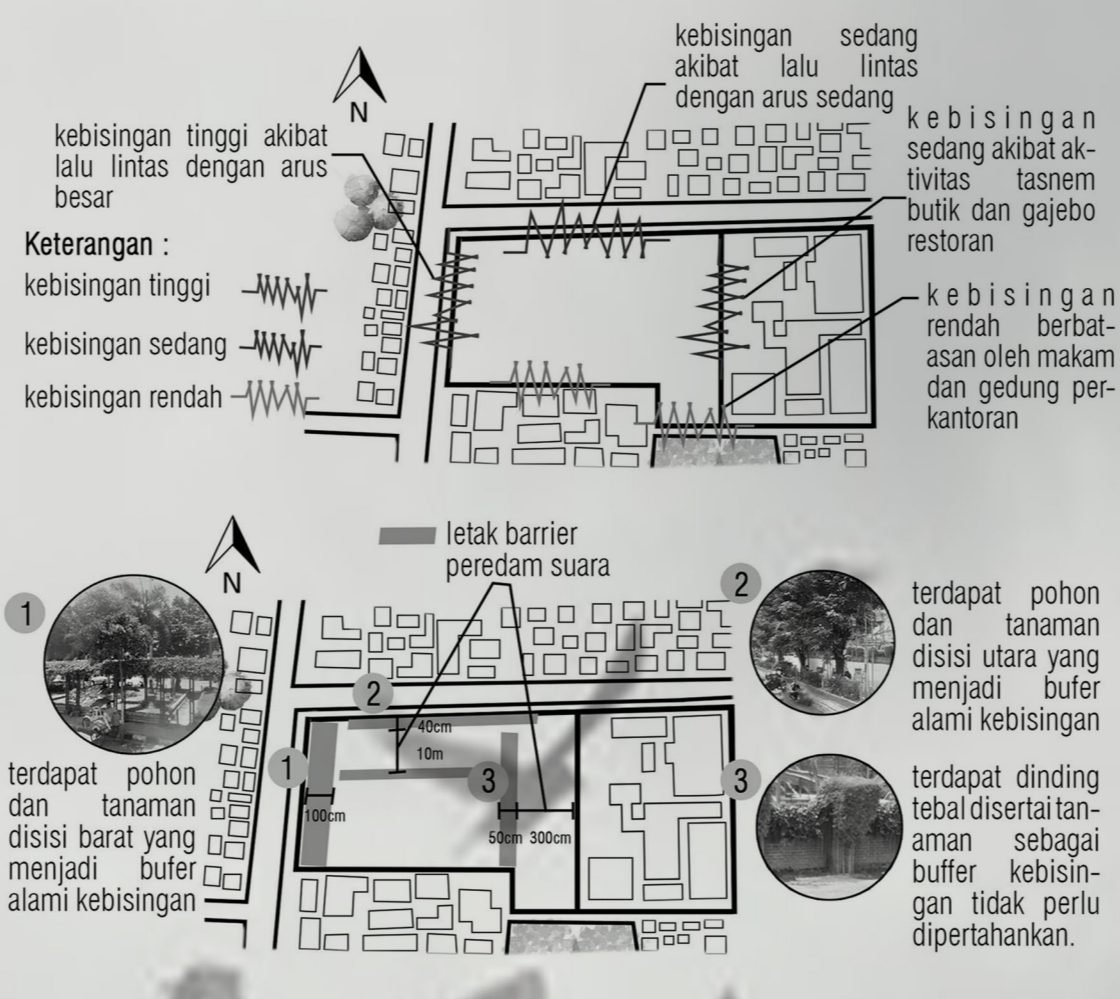 kebisingan sedang
akibat lalu lintas
dengan arus sedang
N
kebisingan tinggi akibat
lalu lintas dengan arus
besar
kebisingan
sedang akibat ak-
tivitas tasnem
butik dan gajebo
restoran
Keterangan :
kebisingan tinggi
kebisingan sedang
kebisingan rendah
kebisingan
rendah berbat-
asan oleh makam
dan gedung per-
kantoran
letak barrier
peredam suara
N
1
2
terdapat pohon
dan tanaman
disisi utara yang
menjadi bufer
alami kebisingan
2
40cm
10m
1
3
100cm
50cm 300cm
terdapat pohon
dan tanaman
disisi barat yang
menjadi bufer
alami kebisingan
3
terdapat dinding
tebal disertai tan-
aman sebagai
buffer kebisin-
gan tidak perlu
dipertahankan.